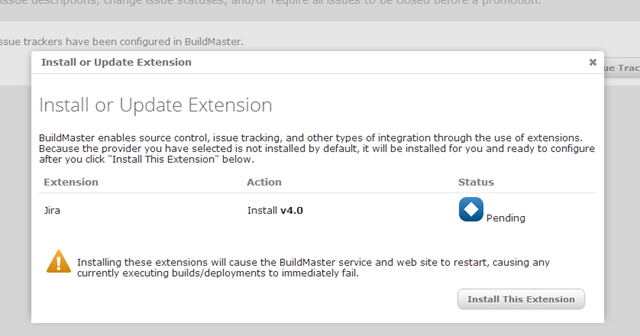 issue descriptions, change issue statuses, and/or require all issues to be closed before a promotion.
ssue trackers have been configured in BuildMaster.
Install or Update Extension
ue Trac
Install or Update Extension
BuildMaster enables source control, issue tracking, and other types of integration through the use of extensions.
Because the provider you have selected is not installed by default, it will be installed for you and ready to configure
after you click "Install This Extension" below.
Extension Action Status
Jira Install v4.0 Pending
Installing these extensions will cause the BuildMaster service and web site to restart, causing any
currently executing builds/deployments to immediately fail.
Install This Extension